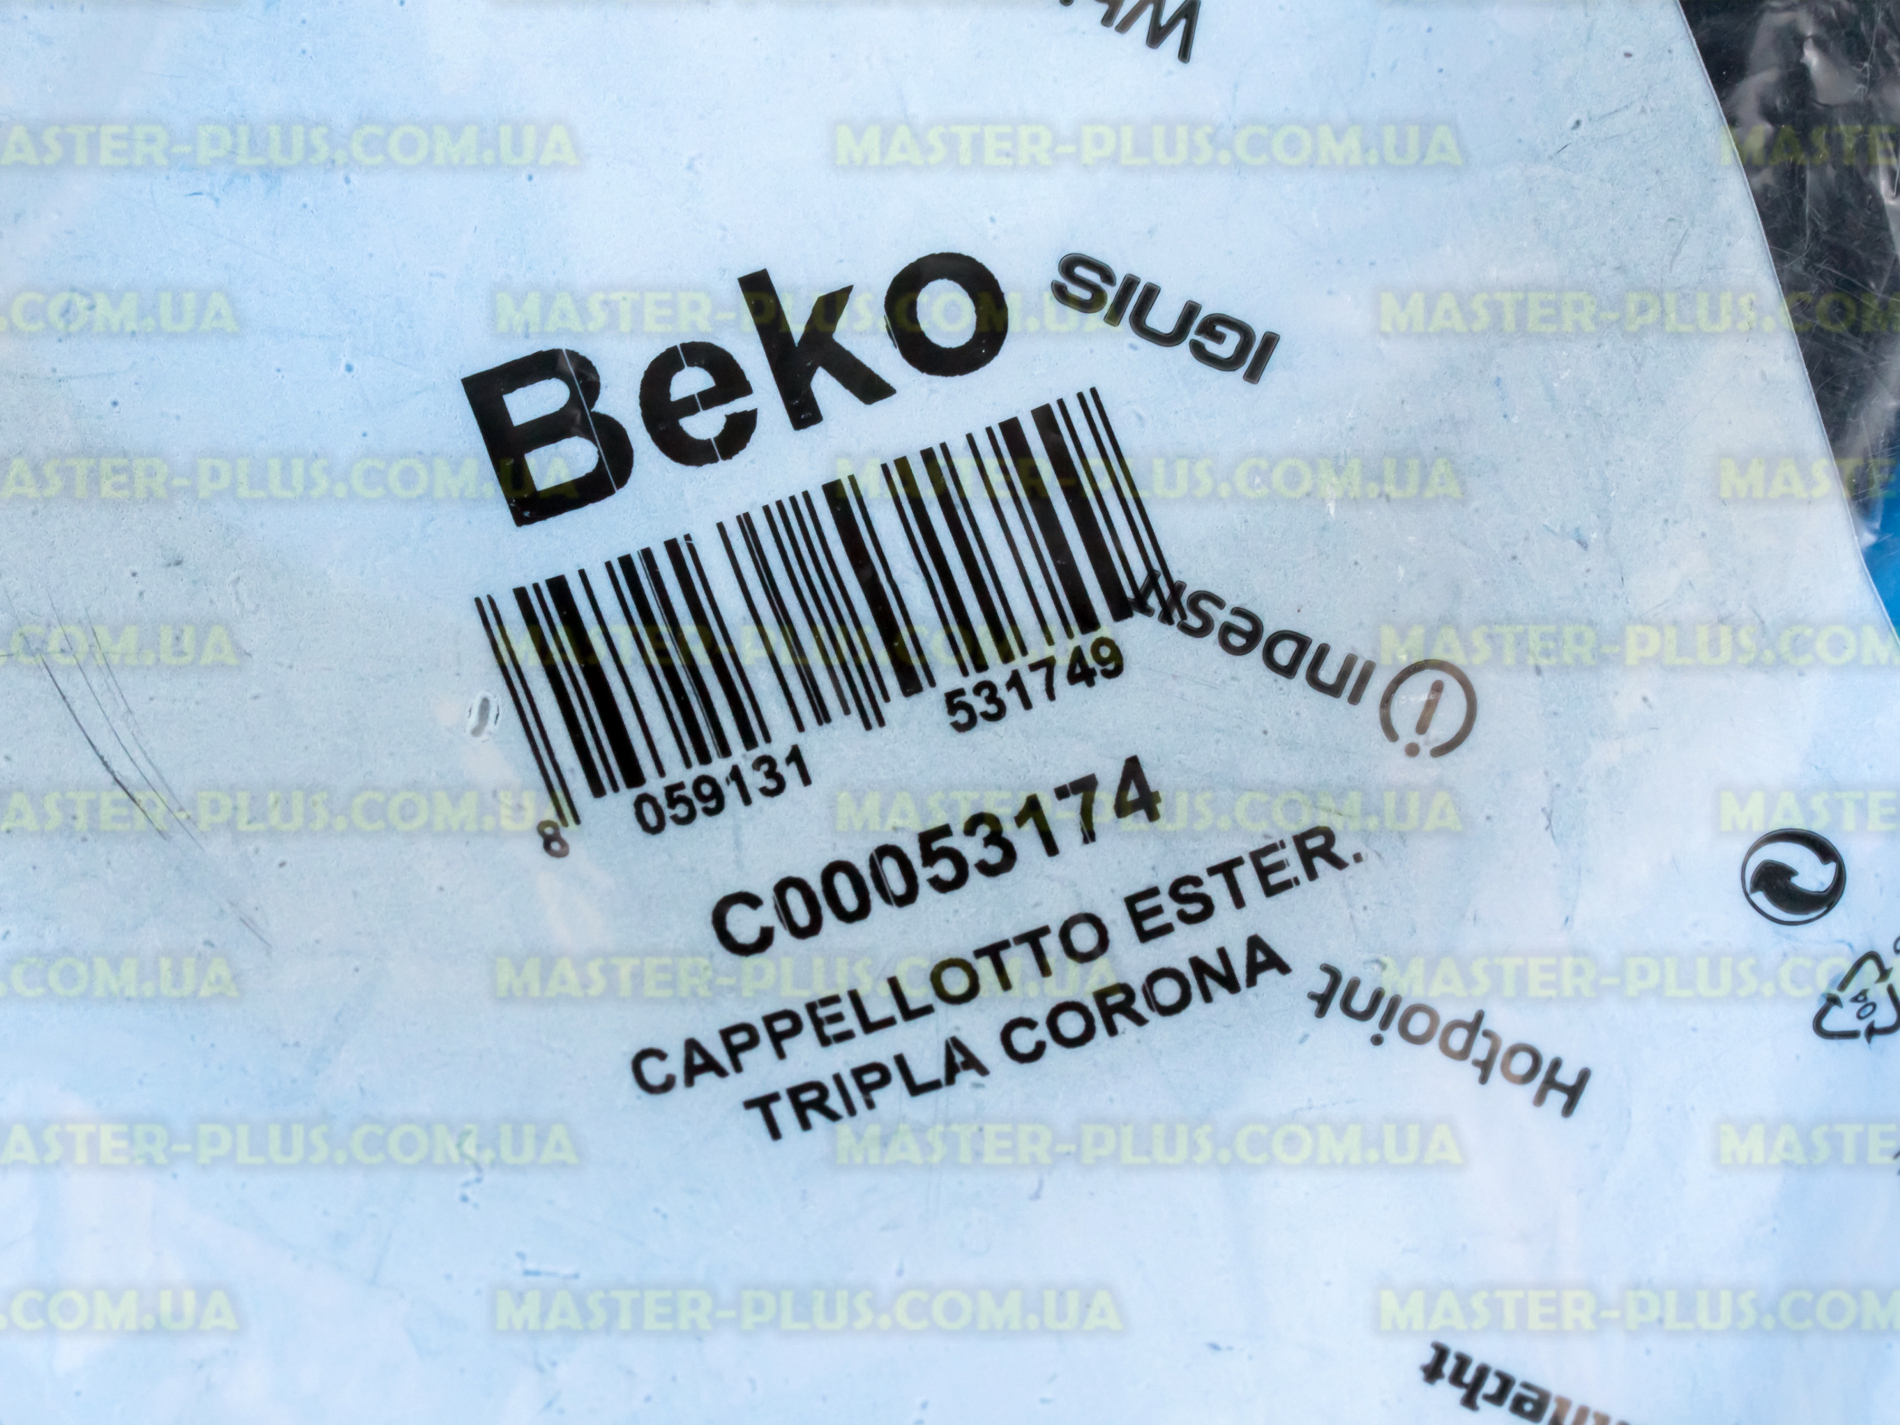 Beko
IGNIS
8 059131 531749
indesit
C00053174
CAPPELLOTTO ESTER.
TRIPLA CORONA
Hotpoint
MASTER-PLUS.COM.UA